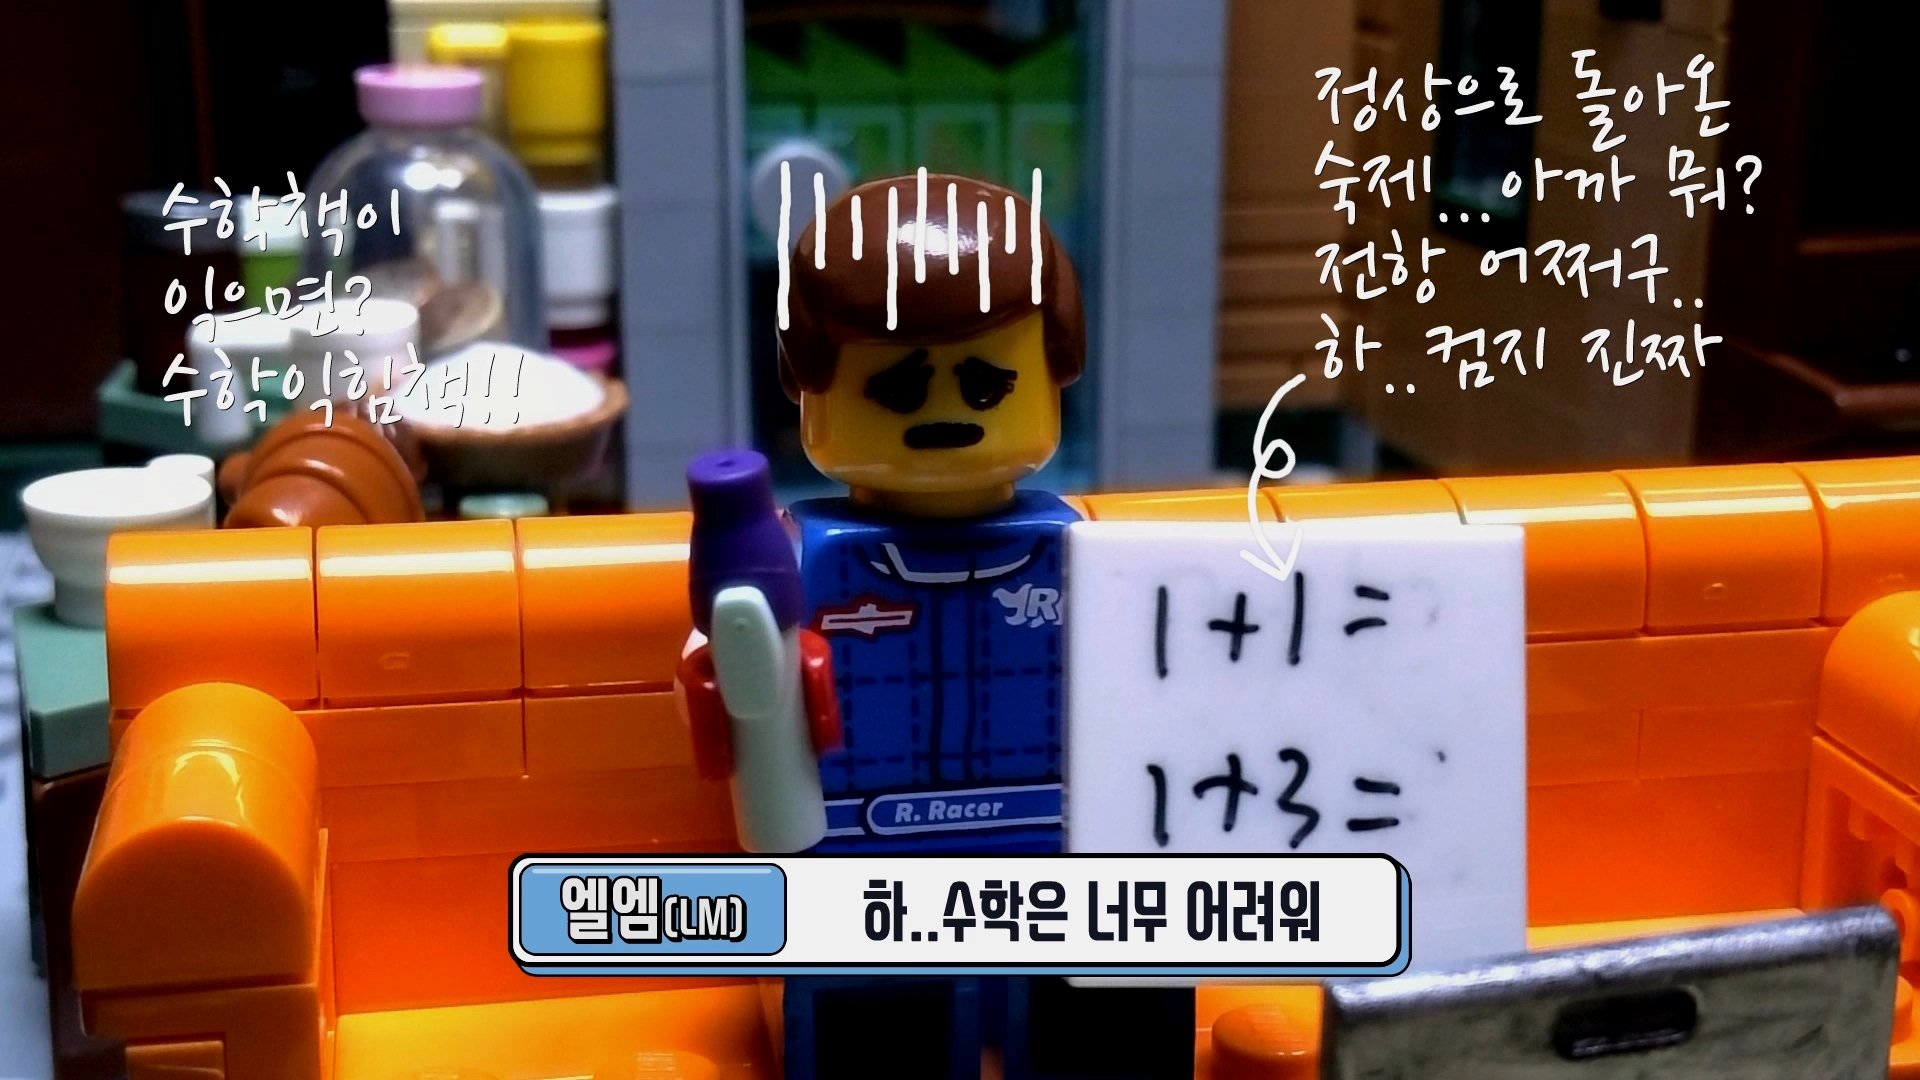 수학책이
익으면?
수학익힘책!!
정상으로 돌아온
숙제...아까 뭐?
전항 어쩌구..
하..컴지 진짜
1+1=
1+3=
R. Racer
엘엠(LM) 하..수학은 너무 어려워